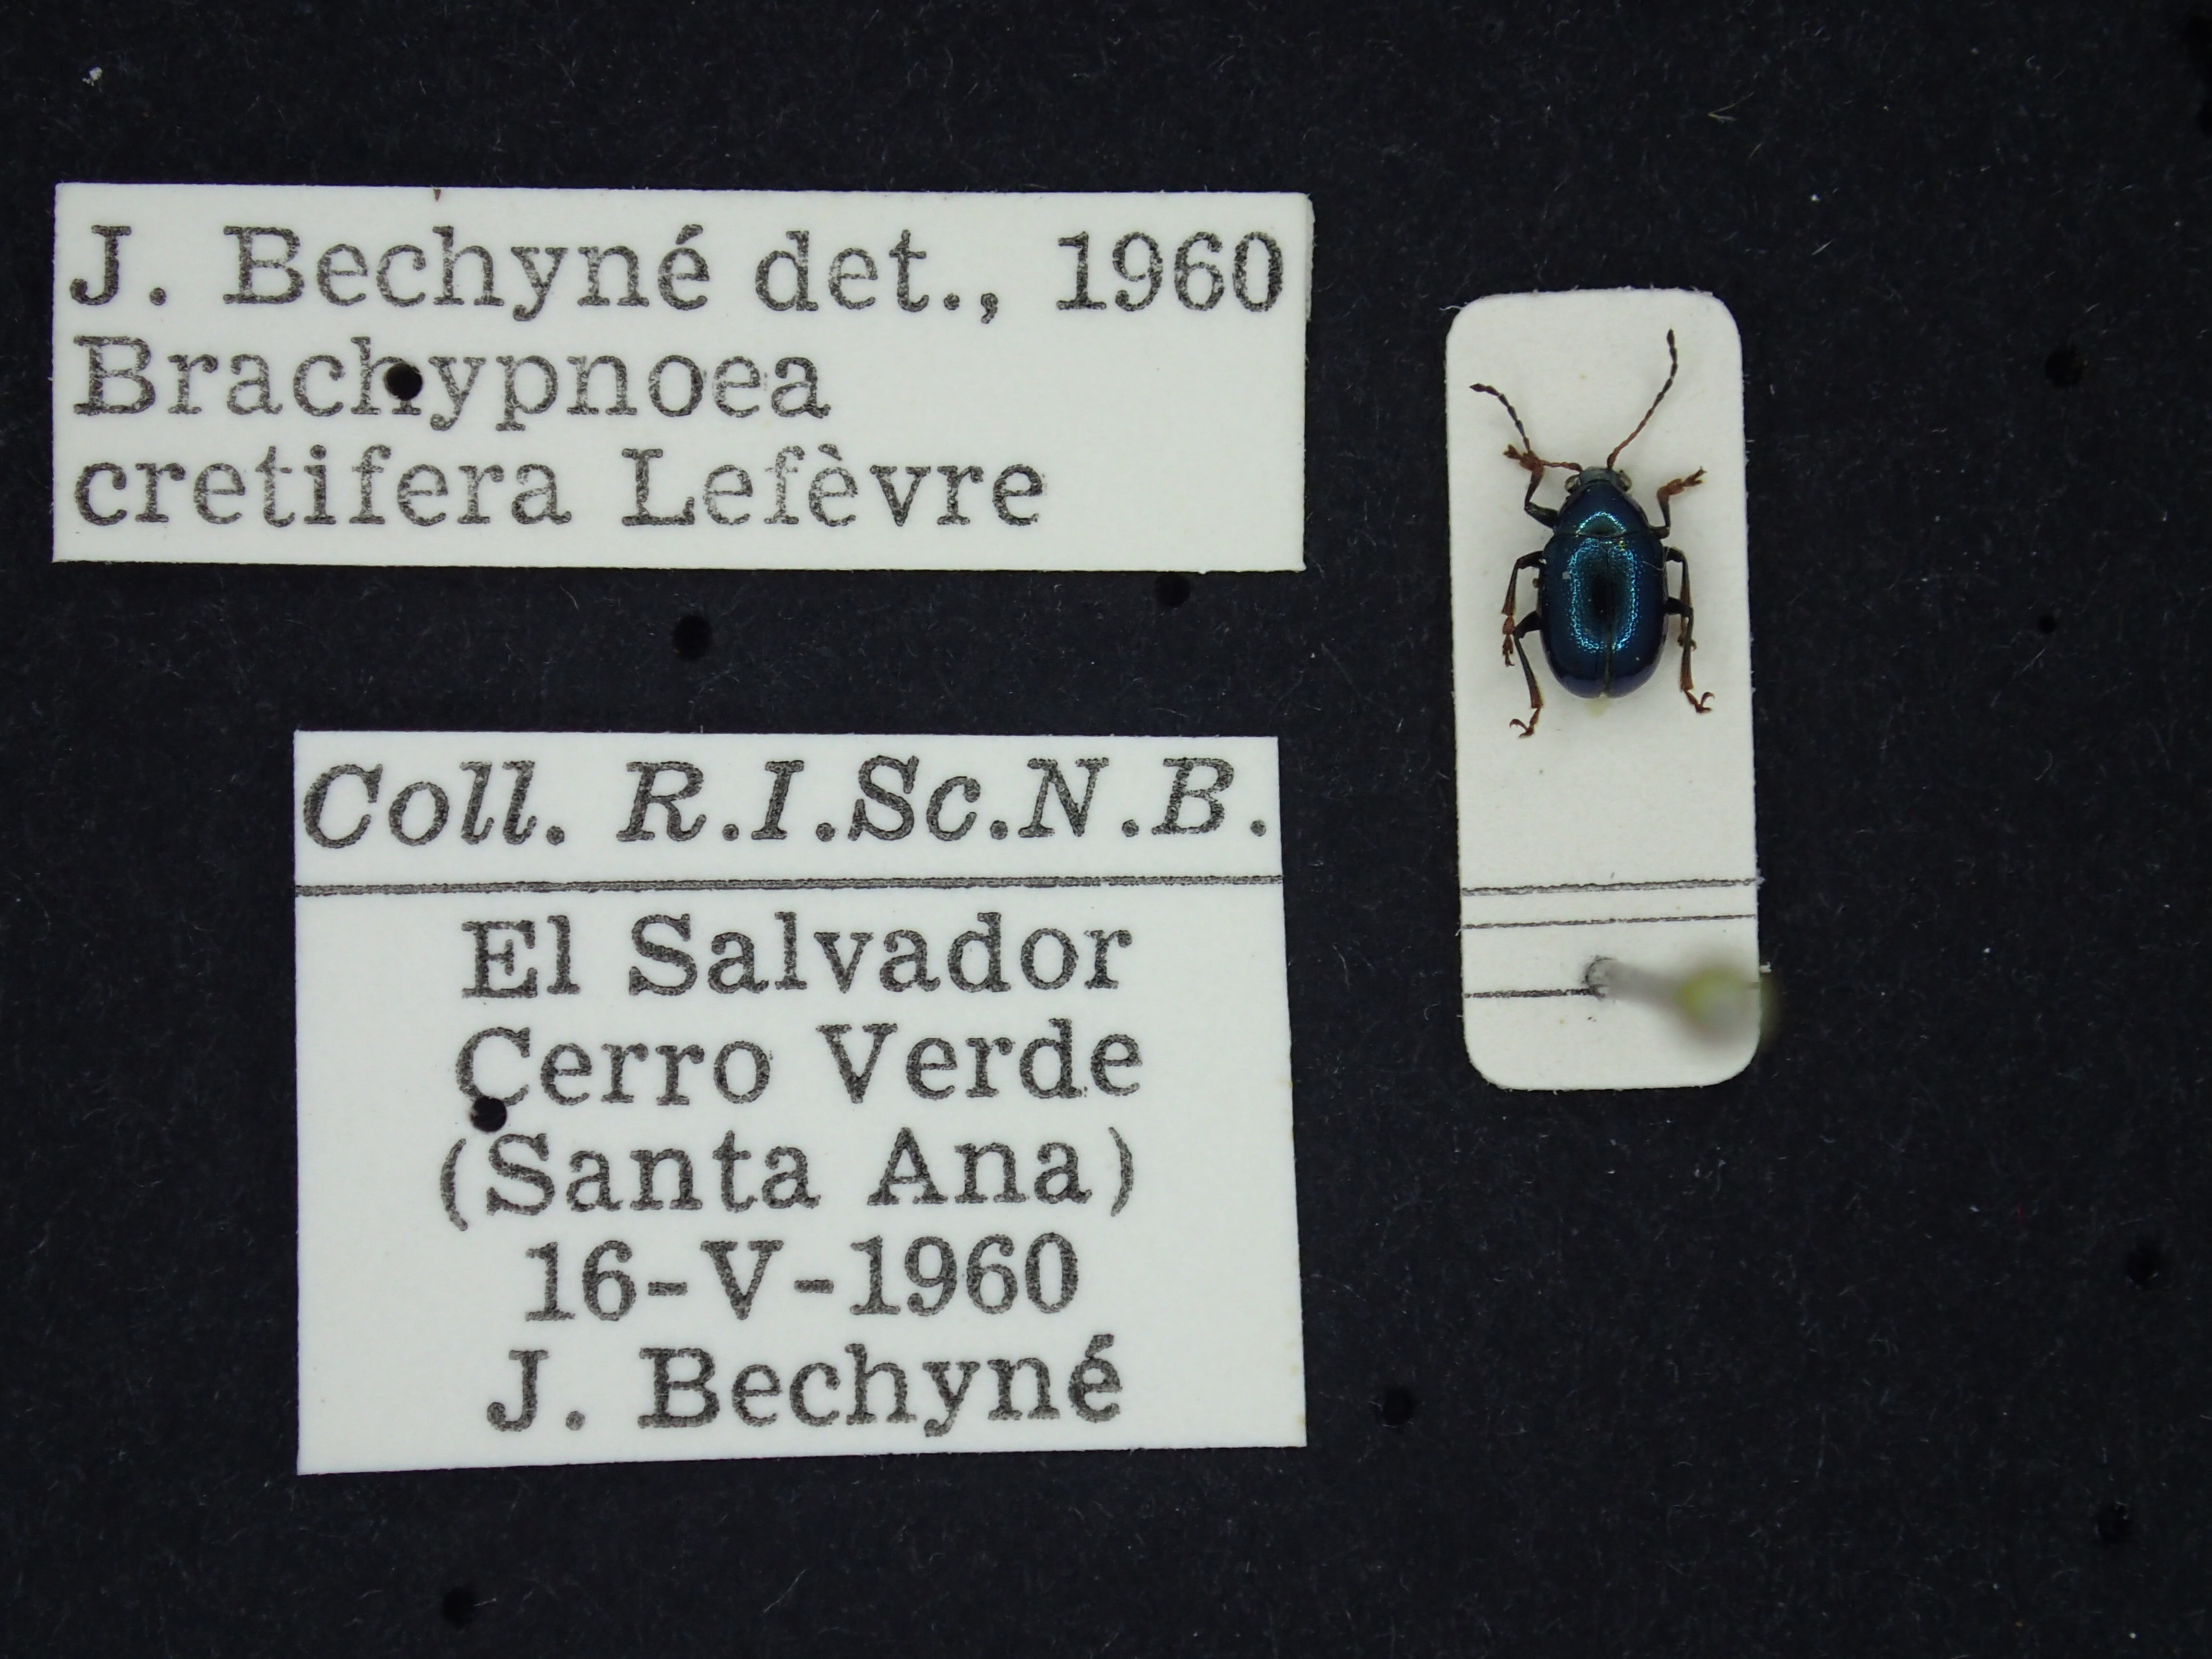 J. Bechyné det., 1960
Brachypnoea
cretifera Lefèvre
Coll. R.I.Sc.N.B.
El Salvador
Cerro Verde
(Santa Ana)
16-V-1960
J. Bechyné